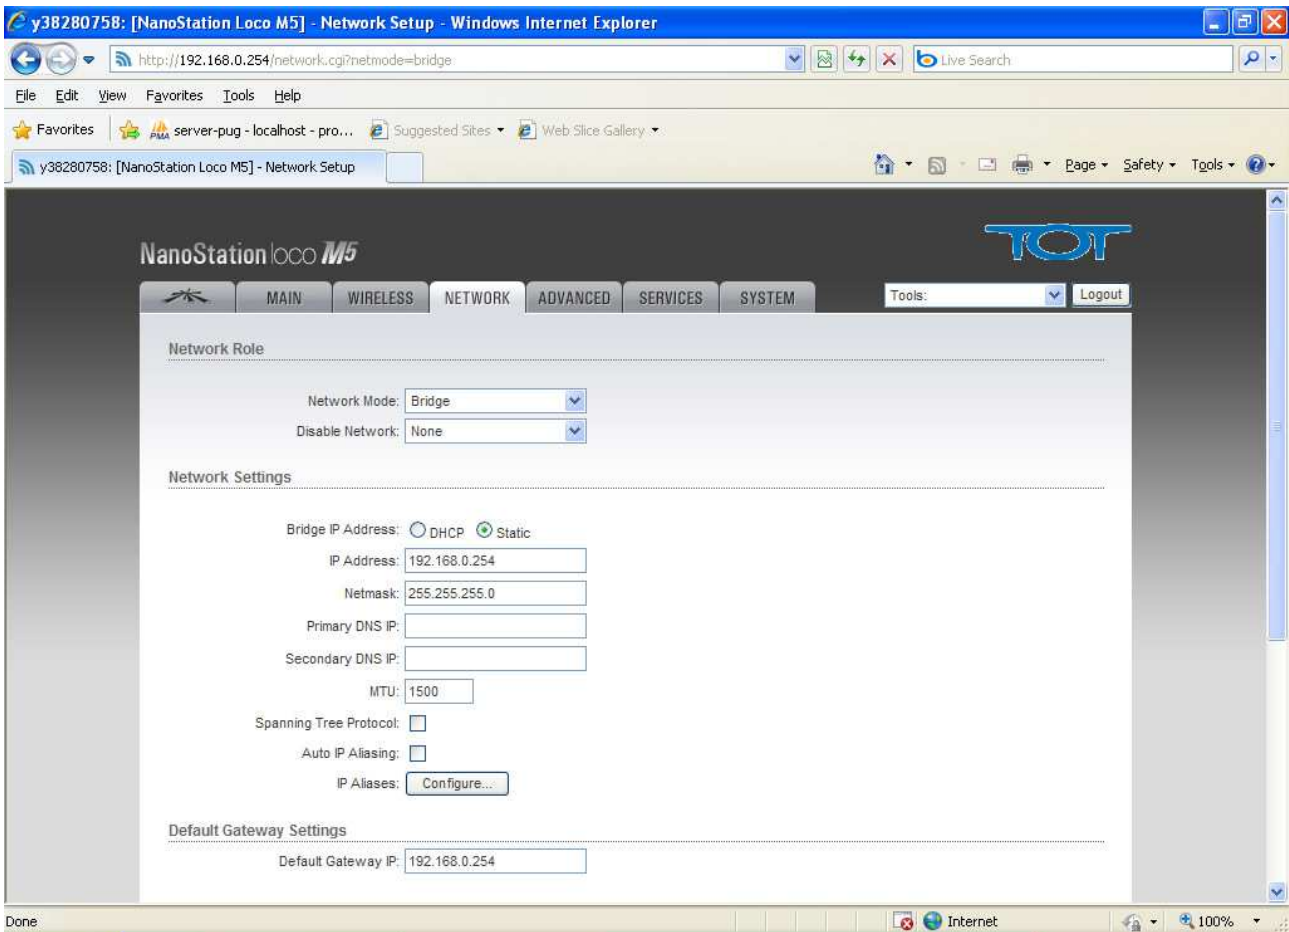 y38280758: [NanoStation Loco M5] - Network Setup - Windows Internet Explorer
http://192.168.0.254/network.cgi?netmode=bridge
Live Search
File Edit View Favorites Tools Help
Favorites PMA server-pug - localhost - pro... Suggested Sites Web Slice Gallery
y38280758: [NanoStation Loco M5] - Network Setup Page Safety Tools
NanoStation loco M5 TOT
MAIN WIRELESS NETWORK ADVANCED SERVICES SYSTEM Tools: Logout
Network Role
Network Mode: Bridge
Disable Network: None
Network Settings
Bridge IP Address: DHCP Static
IP Address: 192.168.0.254
Netmask: 255.255.255.0
Primary DNS IP:
Secondary DNS IP:
MTU: 1500
Spanning Tree Protocol:
Auto IP Aliasing:
IP Aliases: Configure...
Default Gateway Settings
Default Gateway IP: 192.168.0.254
Done Internet 100%